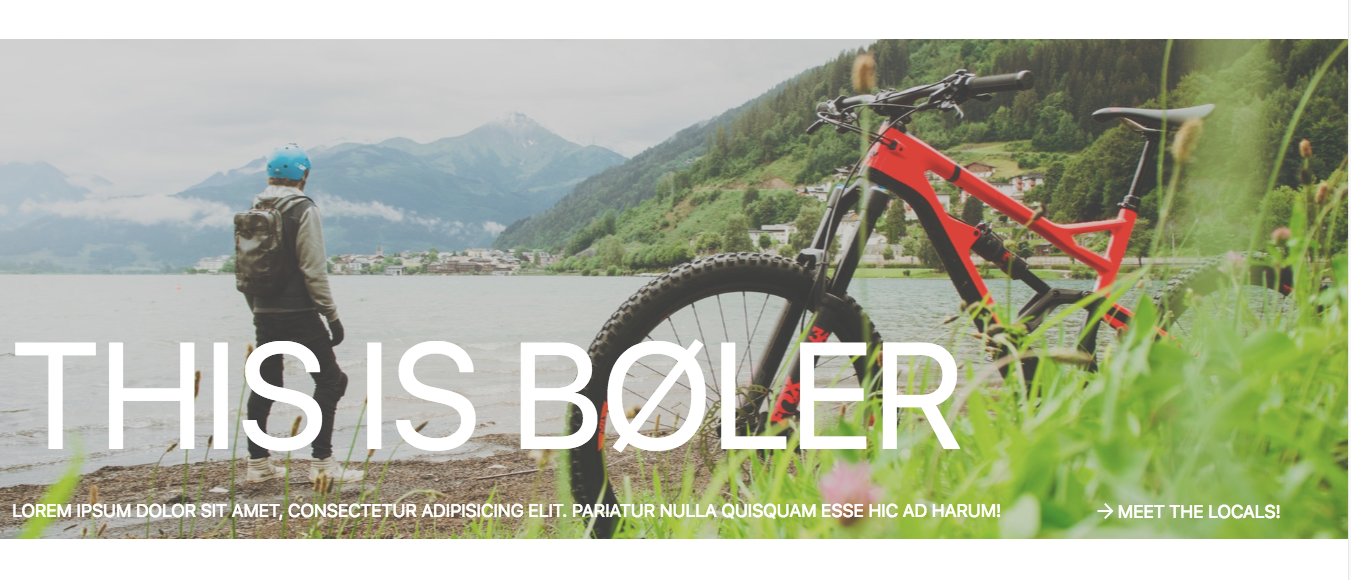 THIS IS BØLER
LOREM IPSUM DOLOR SIT AMET, CONSECTETUR ADIPISICING ELIT. PARIATUR NULLA QUISQUAM ESSE HIC AD HARUM!
→ MEET THE LOCALS!